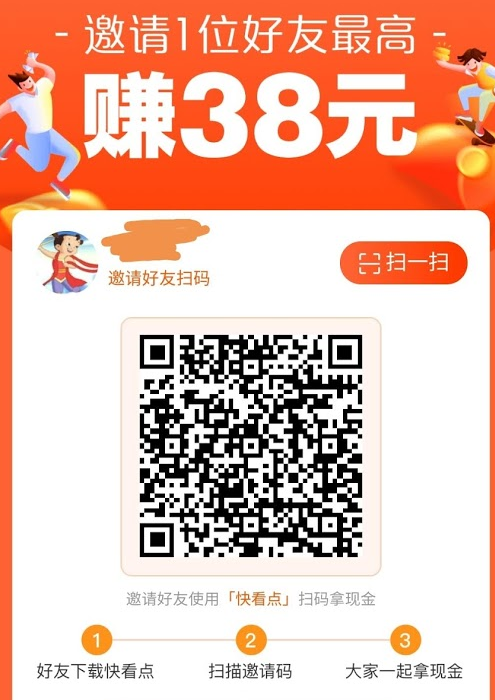 - 邀请1位好友最高 -
赚38元
邀请好友扫码
扫一扫
邀请好友使用「快看点」扫码拿现金
1 2 3
好友下载快看点 扫描邀请码 大家一起拿现金